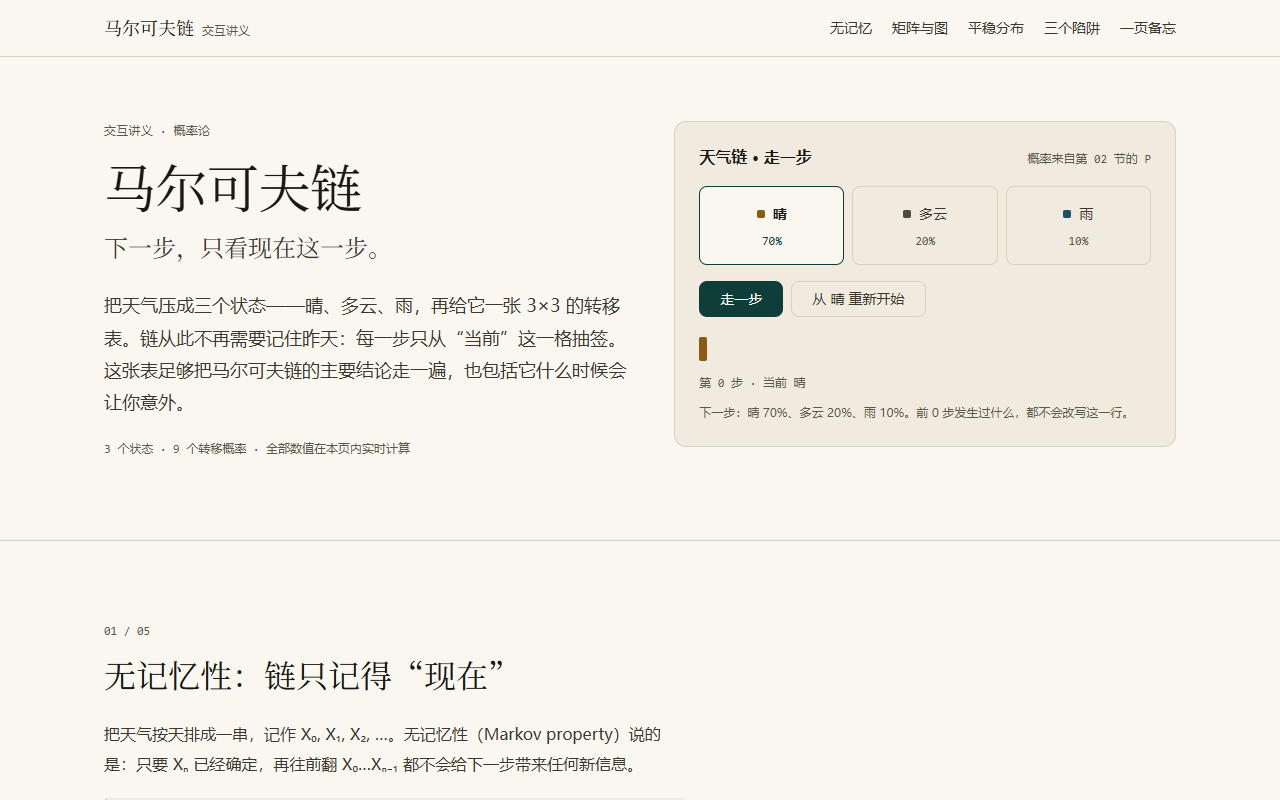 马尔可夫链 交互讲义
无记忆 矩阵与图 平稳分布 三个陷阱 一页备忘
交互讲义 · 概率论
马尔可夫链
下一步，只看现在这一步。
把天气压成三个状态——晴、多云、雨，再给它一张 3×3 的转移
表。链从此不再需要记住昨天：每一步只从“当前”这一格抽签。
这张表足够把马尔可夫链的主要结论走一遍，也包括它什么时候会
让你意外。
3 个状态 · 9 个转移概率 · 全部数值在本页内实时计算
天气链 • 走一步
概率来自第 02 节的 P
晴 多云 雨
70% 20% 10%
走一步 从 晴 重新开始
第 0 步 · 当前 晴
下一步：晴 70%、多云 20%、雨 10%。前 0 步发生过什么，都不会改写这一行。
01 / 05
无记忆性：链只记得“现在”
把天气按天排成一串，记作 X₀, X₁, X₂, …。无记忆性（Markov property）说的
是：只要 Xₙ 已经确定，再往前翻 X₀…Xₙ₋₁ 都不会给下一步带来任何新信息。